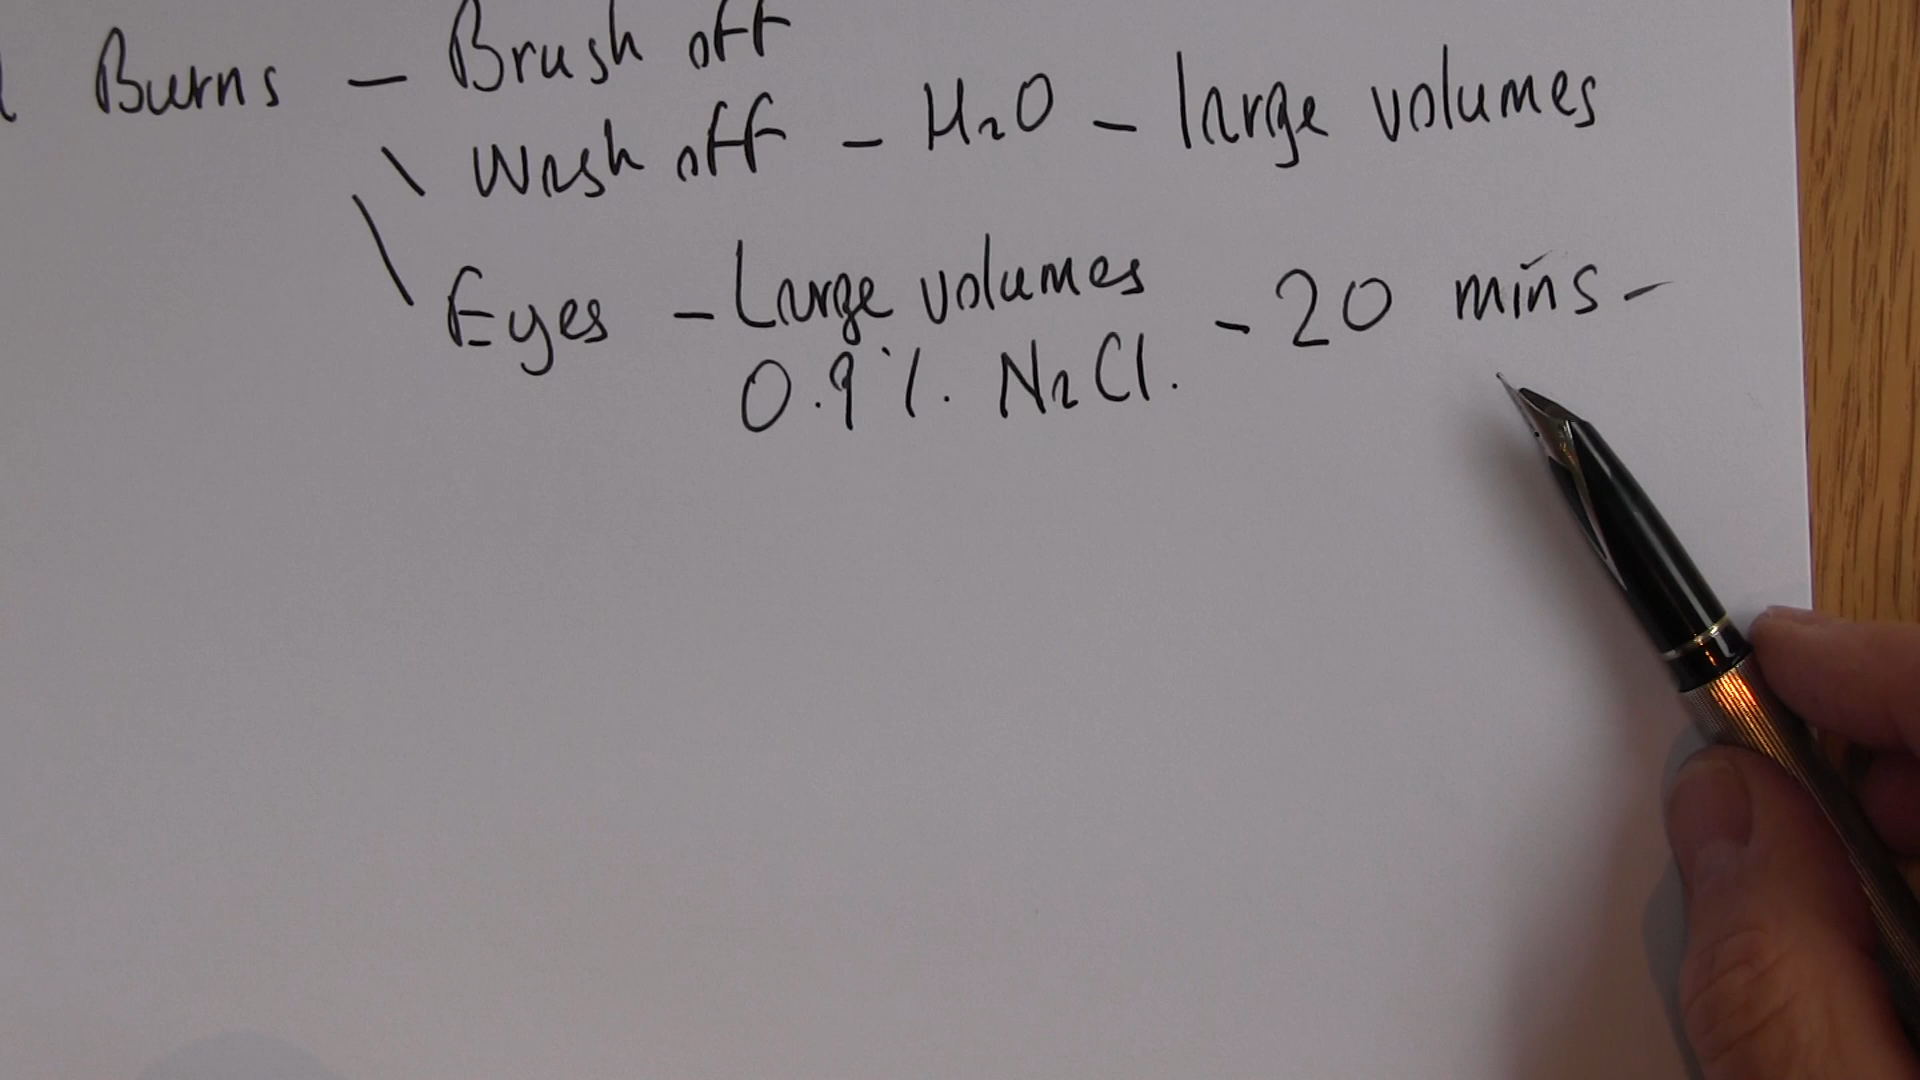 l Burns - Brush off
Wash off - H2O - large volumes
Eyes - Large volumes
0.9%. NaCl. - 20 mins -